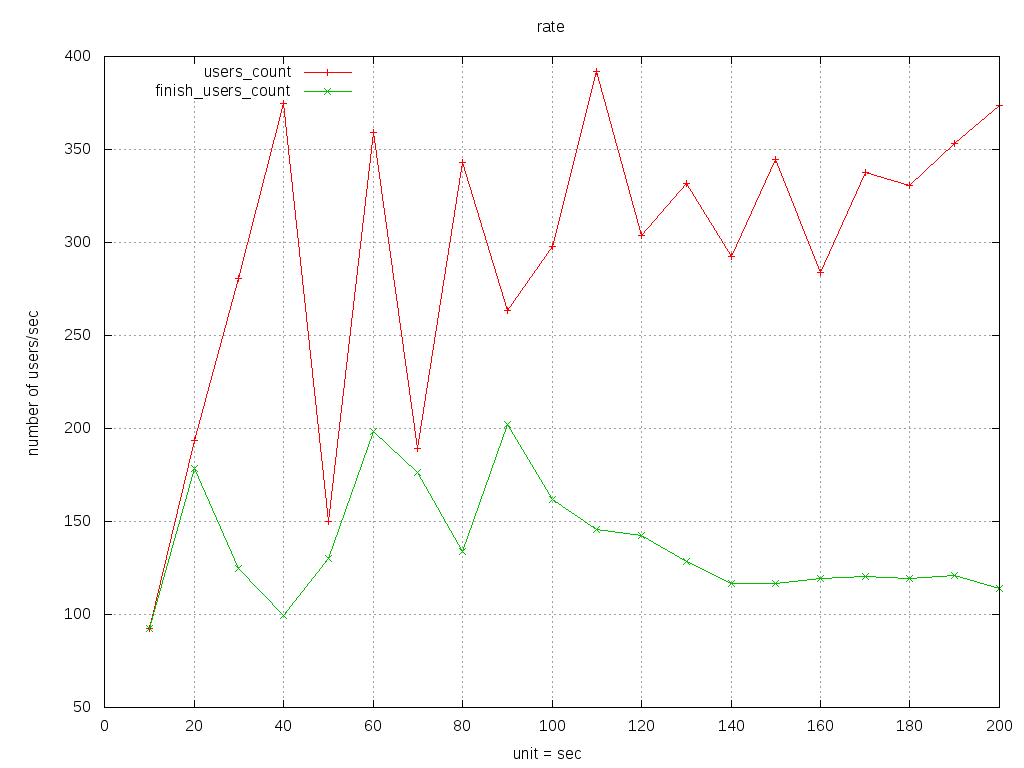 rate
400
350
300
250
200
150
100
50
0 20 40 60 80 100 120 140 160 180 200
number of users/sec
unit = sec
users_count
finish_users_count